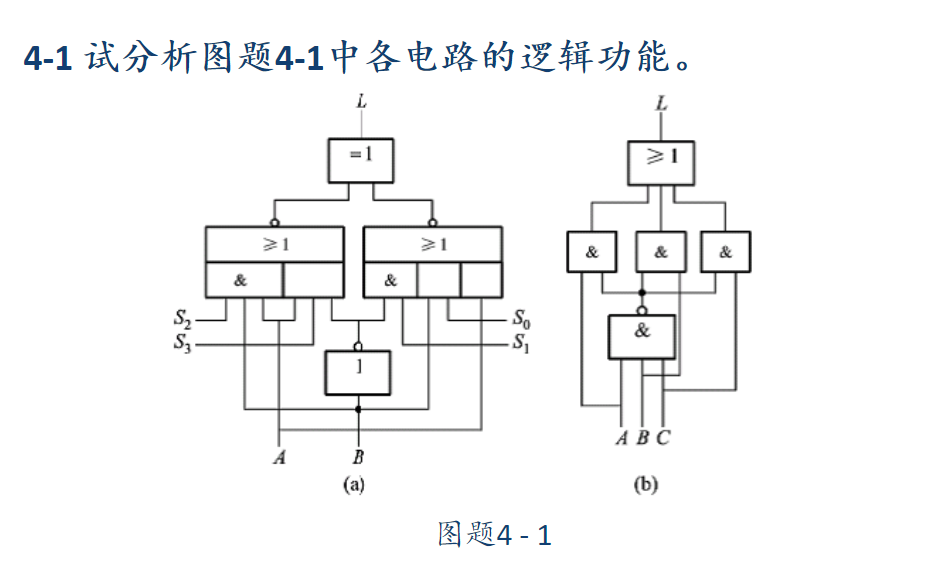 4-1 试分析图题4-1中各电路的逻辑功能。
L
L
=1
≥1
≥1
≥1
& &
& & &
S₂
S₀
S₃
S₁
&
1
A B C
A B
(a)
(b)
图题4 - 1